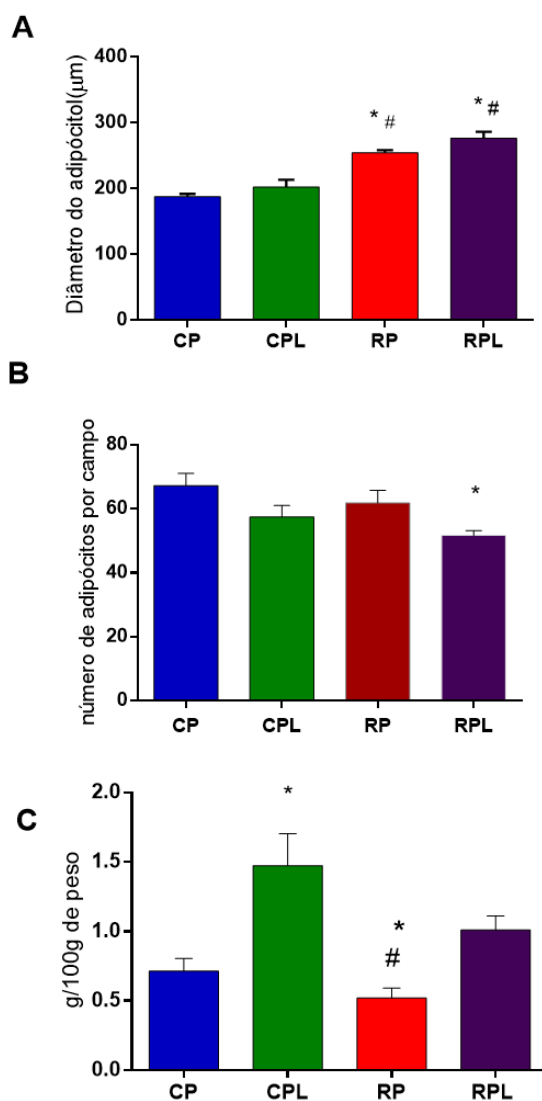 A
Diâmetro do adipócitol(µm)
400
* #
* #
300
200
100
0
CP CPL RP RPL
B
número de adipócitos por campo
80
*
60
40
20
0
CP CPL RP RPL
C
g/100g de peso
2.0
*
1.5
*
1.0
#
0.5
0.0
CP CPL RP RPL